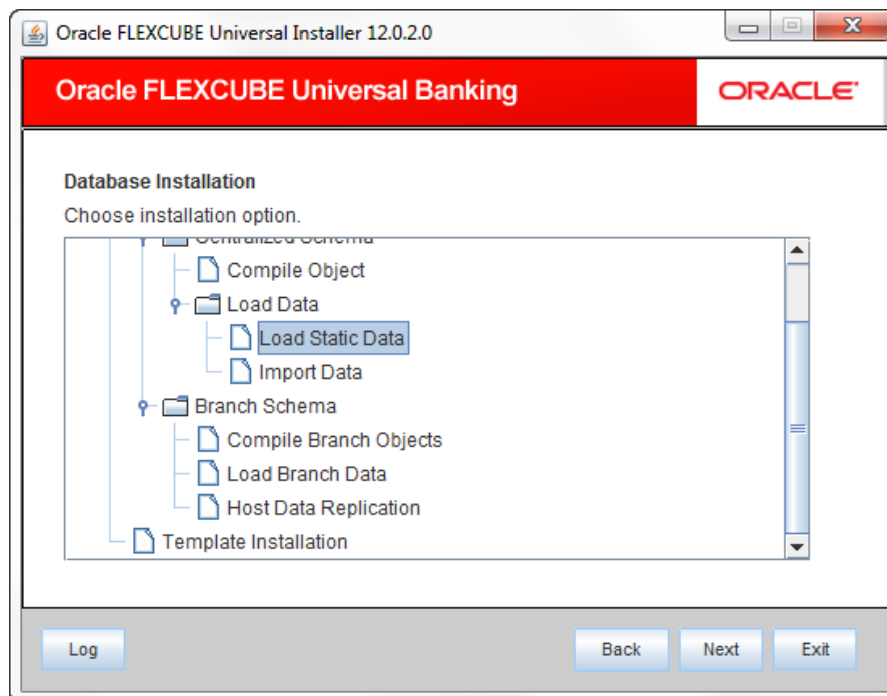 Oracle FLEXCUBE Universal Installer 12.0.2.0
Oracle FLEXCUBE Universal Banking
ORACLE
Database Installation
Choose installation option.
Centralized Schema
Compile Object
Load Data
Load Static Data
Import Data
Branch Schema
Compile Branch Objects
Load Branch Data
Host Data Replication
Template Installation
Log Back Next Exit